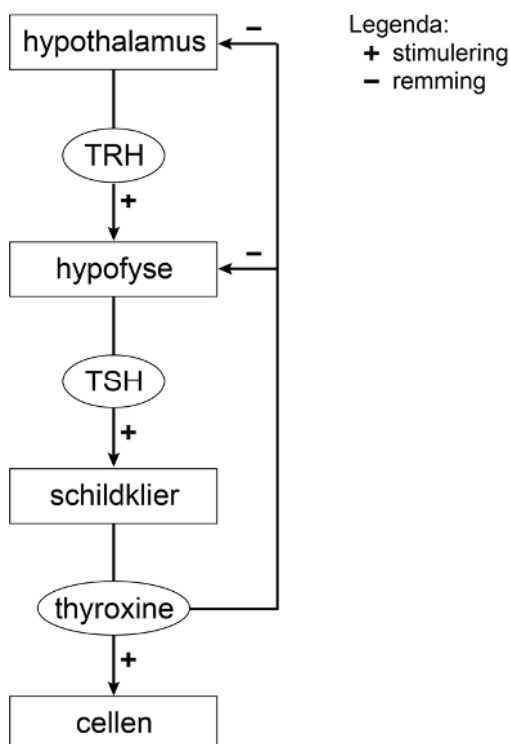 hypothalamus
Legenda:
+ stimulering
− remming
−
TRH
+
hypofyse
−
TSH
+
schildklier
thyroxine
+
cellen